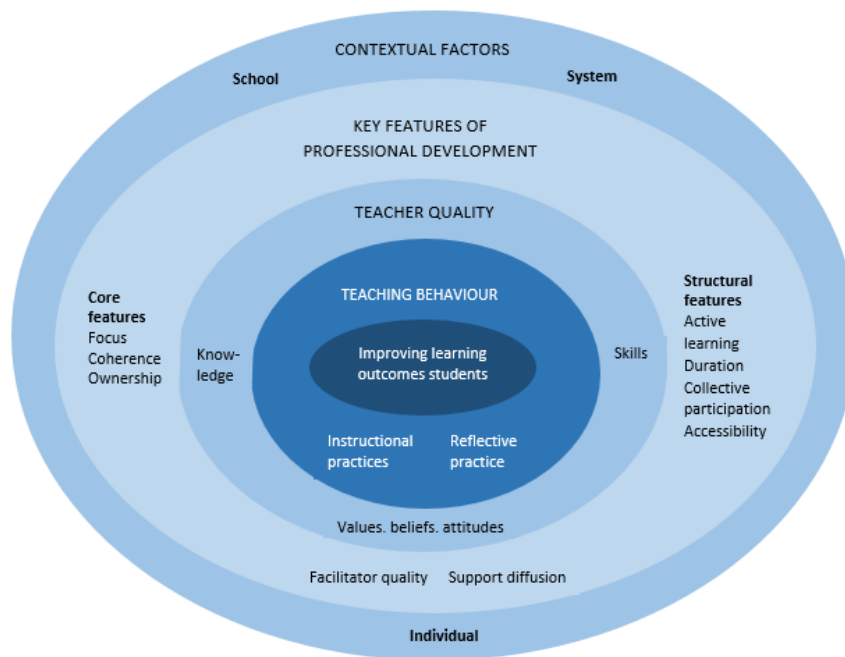 CONTEXTUAL FACTORS
School
System
KEY FEATURES OF
PROFESSIONAL DEVELOPMENT
TEACHER QUALITY
TEACHING BEHAVIOUR
Improving learning
outcomes students
Core
features
Focus
Coherence
Ownership
Know-
ledge
Skills
Structural
features
Active
learning
Duration
Collective
participation
Accessibility
Instructional
practices
Reflective
practice
Values. beliefs. attitudes
Facilitator quality
Support diffusion
Individual